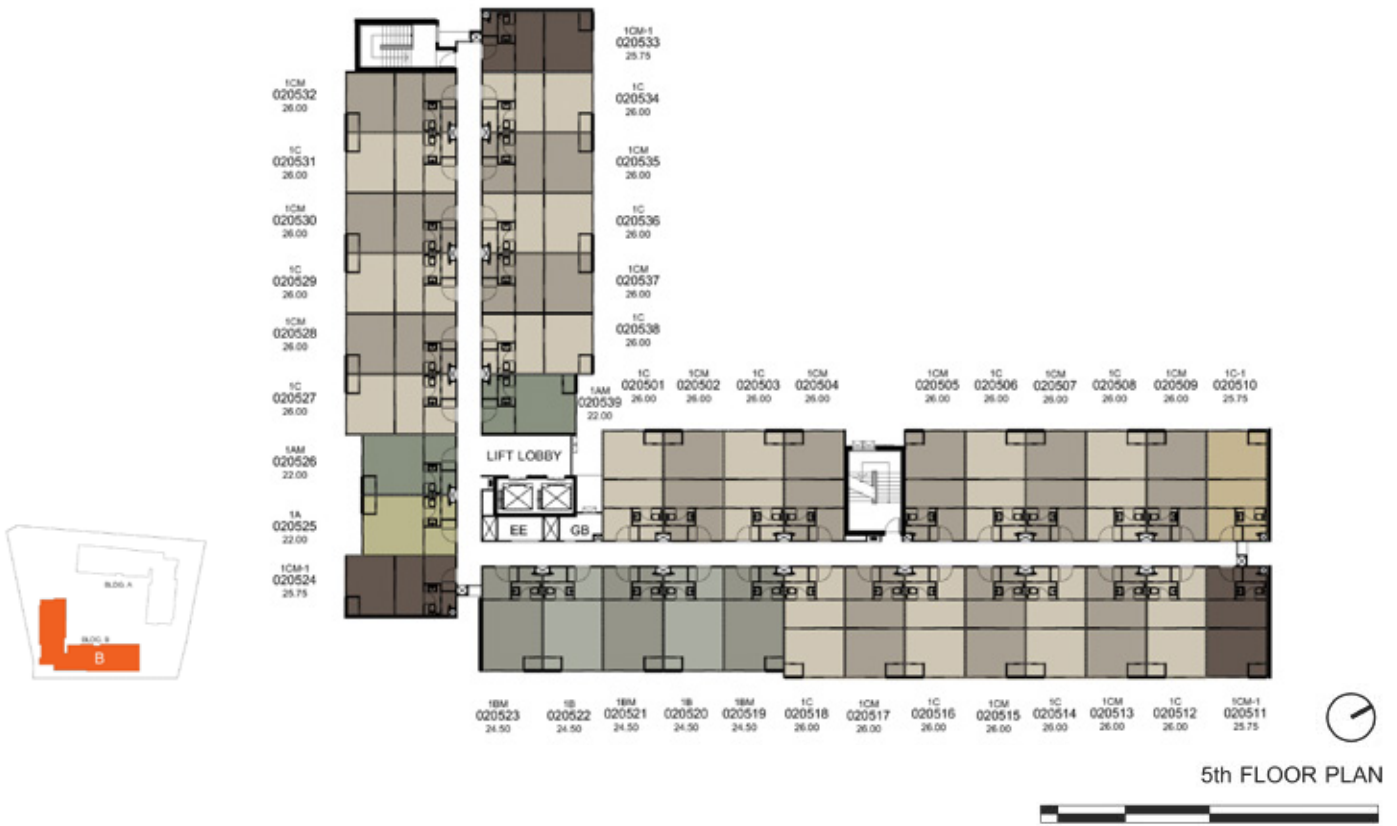 1CM-1
020533
25.75
1CM
020532
26.00
1C
020534
26.00
1C
020531
26.00
1CM
020535
26.00
1CM
020530
26.00
1C
020536
26.00
1C
020529
26.00
1CM
020537
26.00
1CM
020528
26.00
1C
020538
26.00
1C
020527
26.00
1AM
020539
22.00
1C
020501
26.00
1CM
020502
26.00
1C
020503
26.00
1CM
020504
26.00
1CM
020505
26.00
1C
020506
26.00
1CM
020507
26.00
1C
020508
26.00
1CM
020509
26.00
1C-1
020510
25.75
1AM
020526
22.00
LIFT LOBBY
1A
020525
22.00
EE
GB
1CM-1
020524
25.75
BLDG. A
BLDG. B
B
1BM
020523
24.50
1B
020522
24.50
1BM
020521
24.50
1B
020520
24.50
1BM
020519
24.50
1C
020518
26.00
1CM
020517
26.00
1C
020516
26.00
1CM
020515
26.00
1C
020514
26.00
1CM
020513
26.00
1C
020512
26.00
1CM-1
020511
25.75
5th FLOOR PLAN